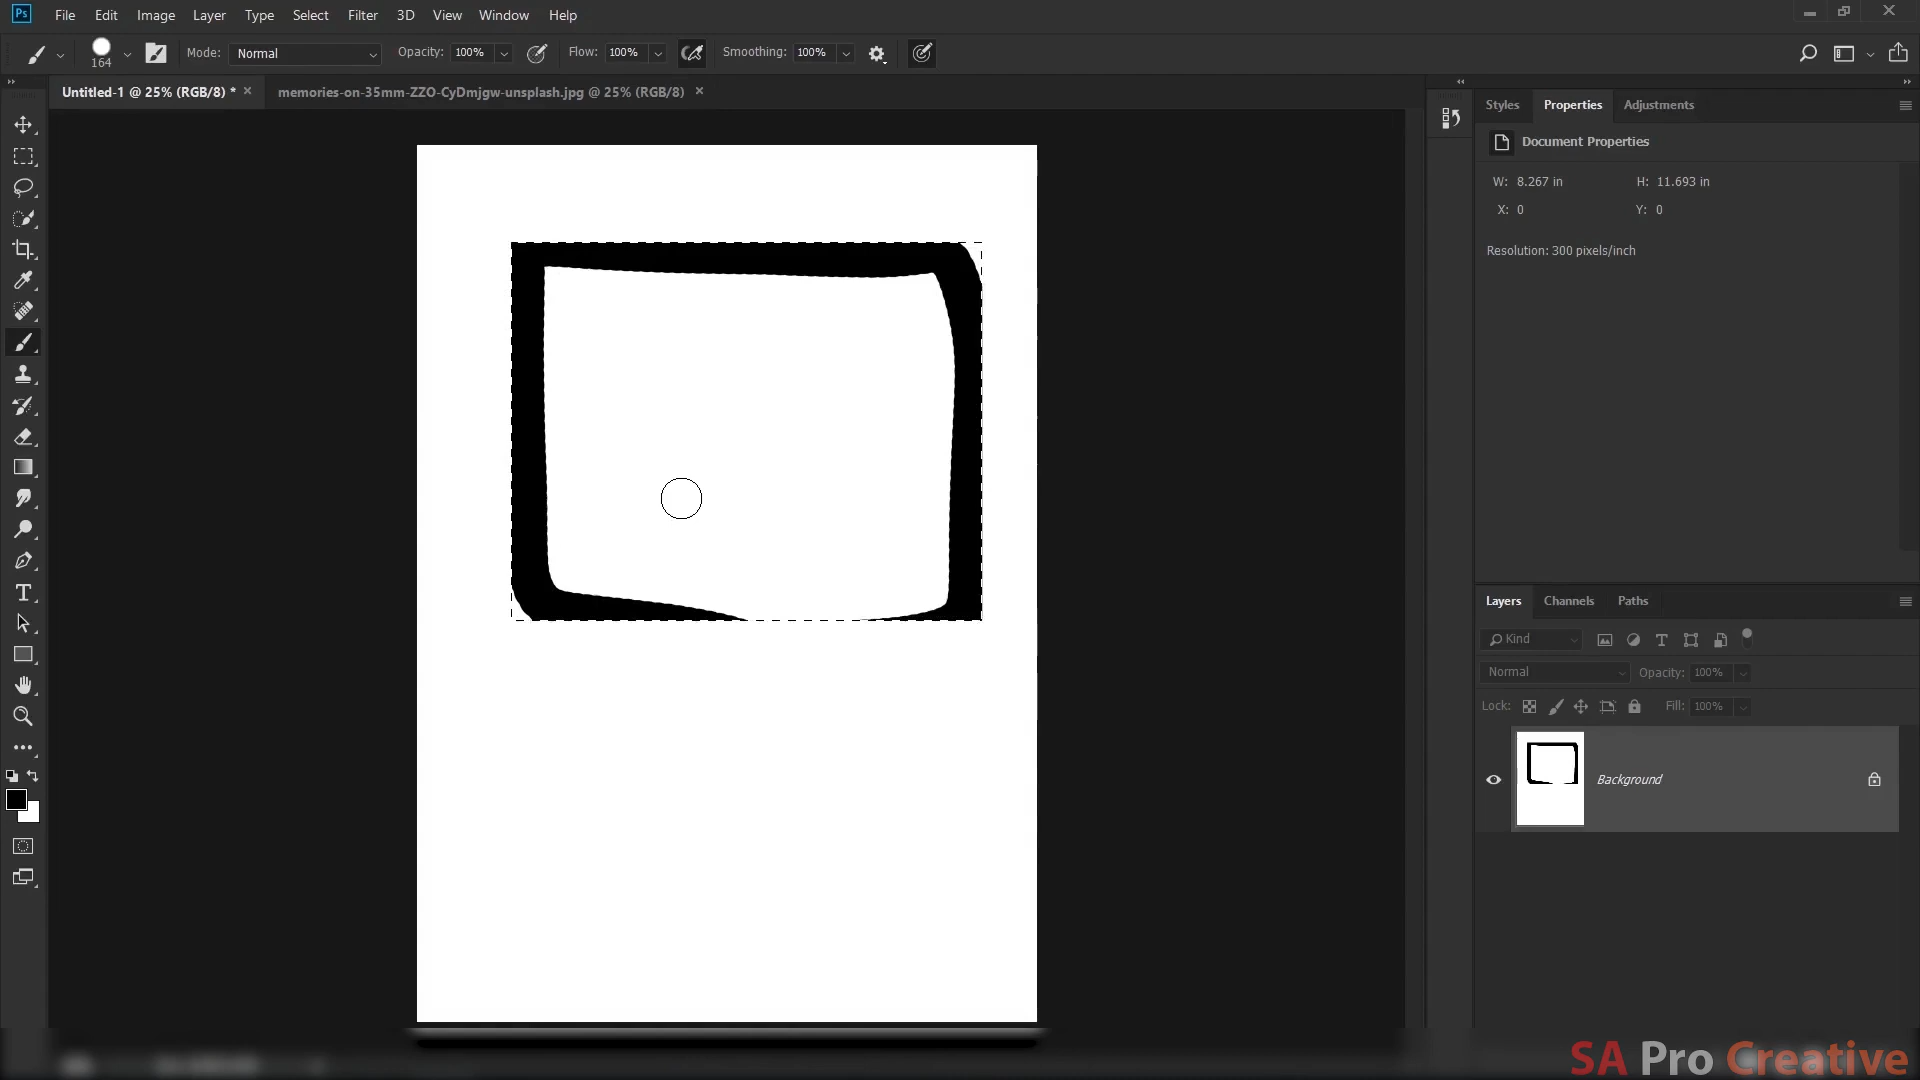 Ps File Edit Image Layer Type Select Filter 3D View Window Help
164 Mode: Normal Opacity: 100% Flow: 100% Smoothing: 100%
Untitled-1 @ 25% (RGB/8) * × memories-on-35mm-ZZO-CyDmjgw-unsplash.jpg @ 25% (RGB/8) ×
Styles Properties Adjustments
Document Properties
W: 8.267 in H: 11.693 in
X: 0 Y: 0
Resolution: 300 pixels/inch
Layers Channels Paths
Kind
Normal Opacity: 100%
Lock: Fill: 100%
Background
SA Pro Creative